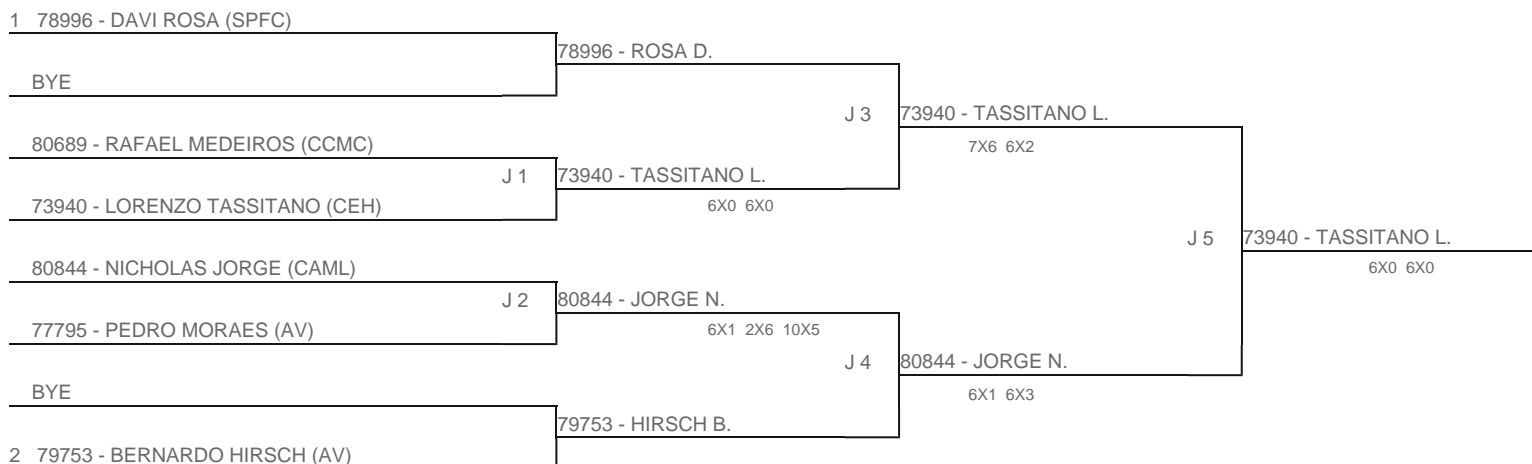 1 78996 - DAVI ROSA (SPFC)
78996 - ROSA D.
BYE
J 3
73940 - TASSITANO L.
7X6 6X2
80689 - RAFAEL MEDEIROS (CCMC)
J 1
73940 - TASSITANO L.
6X0 6X0
73940 - LORENZO TASSITANO (CEH)
J 5
73940 - TASSITANO L.
6X0 6X0
80844 - NICHOLAS JORGE (CAML)
J 2
80844 - JORGE N.
6X1 2X6 10X5
77795 - PEDRO MORAES (AV)
J 4
80844 - JORGE N.
6X1 6X3
BYE
79753 - HIRSCH B.
2 79753 - BERNARDO HIRSCH (AV)